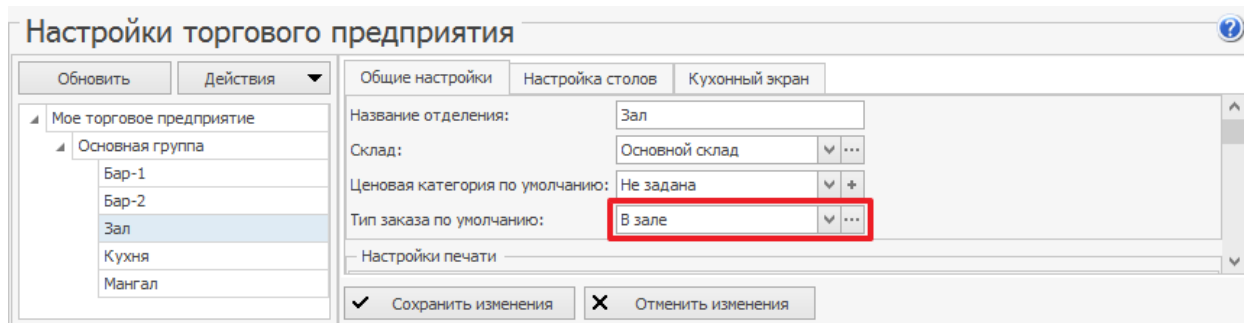 Настройки торгового предприятия
Обновить
Действия
Мое торговое предприятие
Основная группа
Бар-1
Бар-2
Зал
Кухня
Мангал
Общие настройки
Настройка столов
Кухонный экран
Название отделения: Зал
Склад: Основной склад
Ценовая категория по умолчанию: Не задана
Тип заказа по умолчанию: В зале
Настройки печати
Сохранить изменения
Отменить изменения